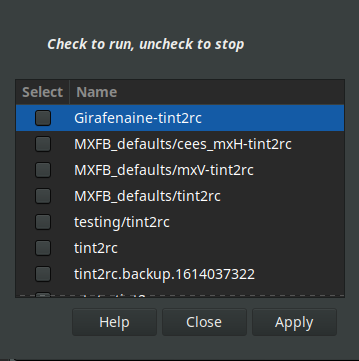 Check to run, uncheck to stop
Select Name
Girafenaine-tint2rc
MXFB_defaults/cees_mxH-tint2rc
MXFB_defaults/mxV-tint2rc
MXFB_defaults/tint2rc
testing/tint2rc
tint2rc
tint2rc.backup.1614037322
Help Close Apply